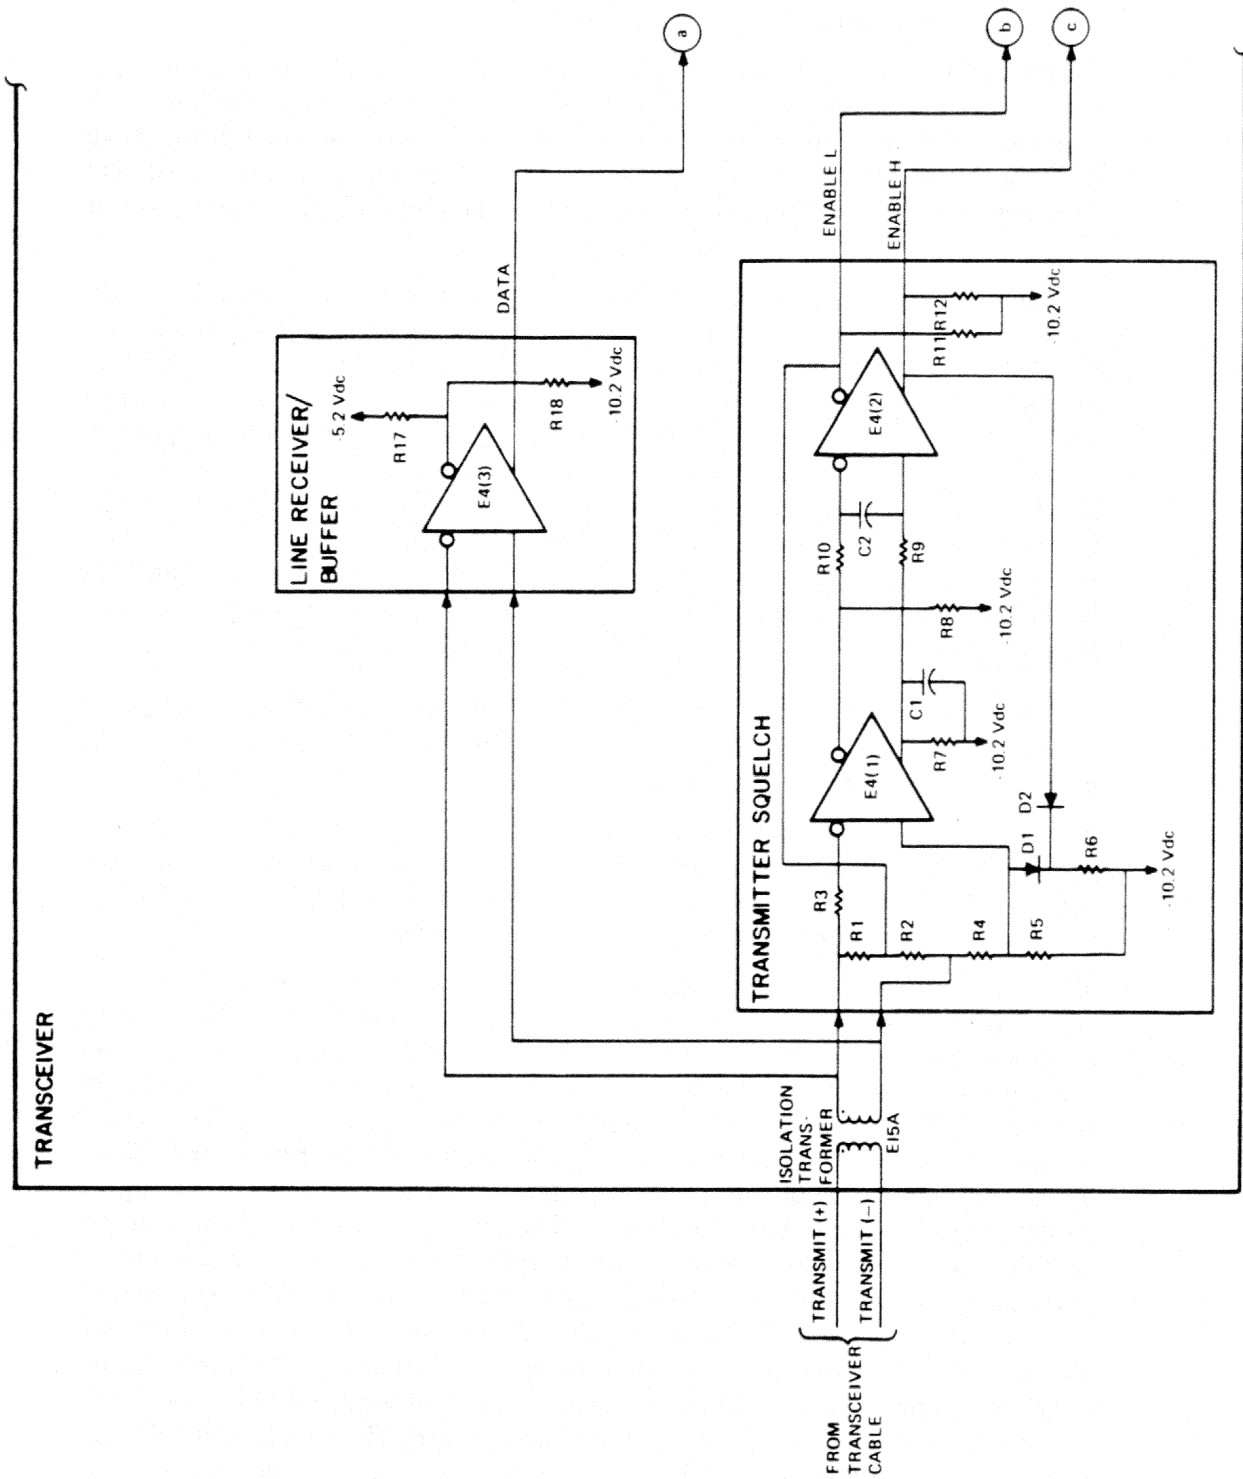 TRANSCEIVER
FROM
TRANSCEIVER
CABLE
TRANSMIT (+)
TRANSMIT (−)
ISOLATION
TRANS-
FORMER
E15A
LINE RECEIVER/
BUFFER
E4(3)
-5.2 Vdc
R17
R18
-10.2 Vdc
DATA
a
TRANSMITTER SQUELCH
R3
R1
R2
R4
R5
D1
D2
R6
-10.2 Vdc
E4(1)
R7
C1
-10.2 Vdc
R8
-10.2 Vdc
R10
C2
R9
E4(2)
R11
R12
-10.2 Vdc
ENABLE L
ENABLE H
b
c